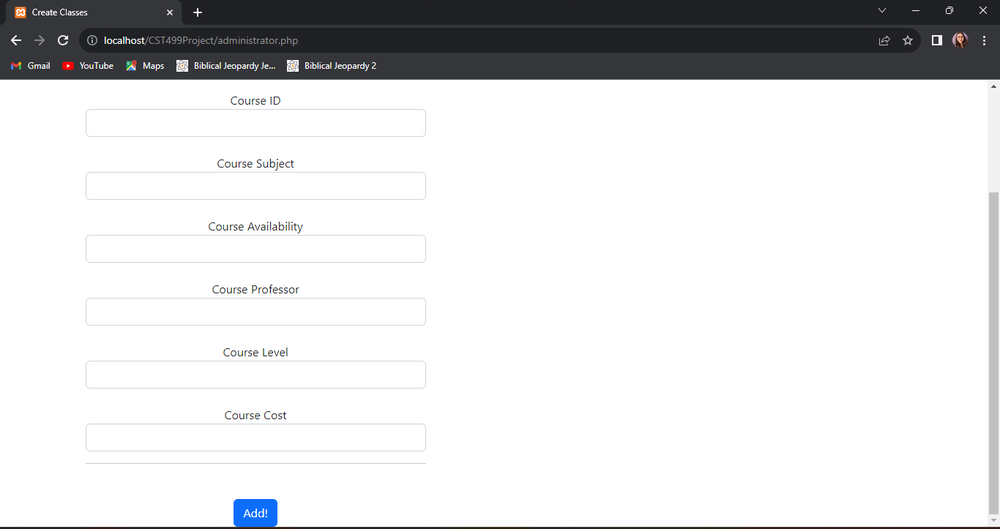 Create Classes
localhost/CST499Project/administrator.php
Gmail YouTube Maps Biblical Jeopardy Je... Biblical Jeopardy 2
Course ID
Course Subject
Course Availability
Course Professor
Course Level
Course Cost
Add!